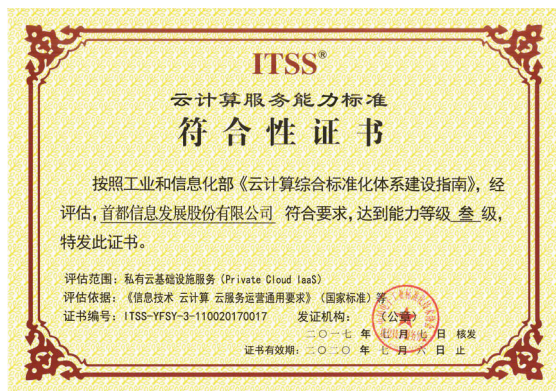 ITSS®
云计算服务能力标准
符合性证书
按照工业和信息化部《云计算综合标准化体系建设指南》，经
评估，首都信息发展股份有限公司 符合要求，达到能力等级 叁 级，
特发此证书。
评估范围：私有云基础设施服务（Private Cloud IaaS）
评估依据：《信息技术 云计算 云服务运营通用要求》（国家标准）等
证书编号：ITSS-YFSY-3-110020170017 发证机构： （公章）
二〇一七 年 七 月 七 日 核发
证书有效期：二〇二〇 年 七 月 六 日 止